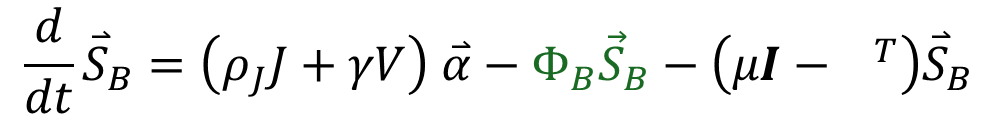 d/dt S⃗_B = (ρ_J J + γV) α⃗ − Φ_B S⃗_B − (μI −   ^T) S⃗_B